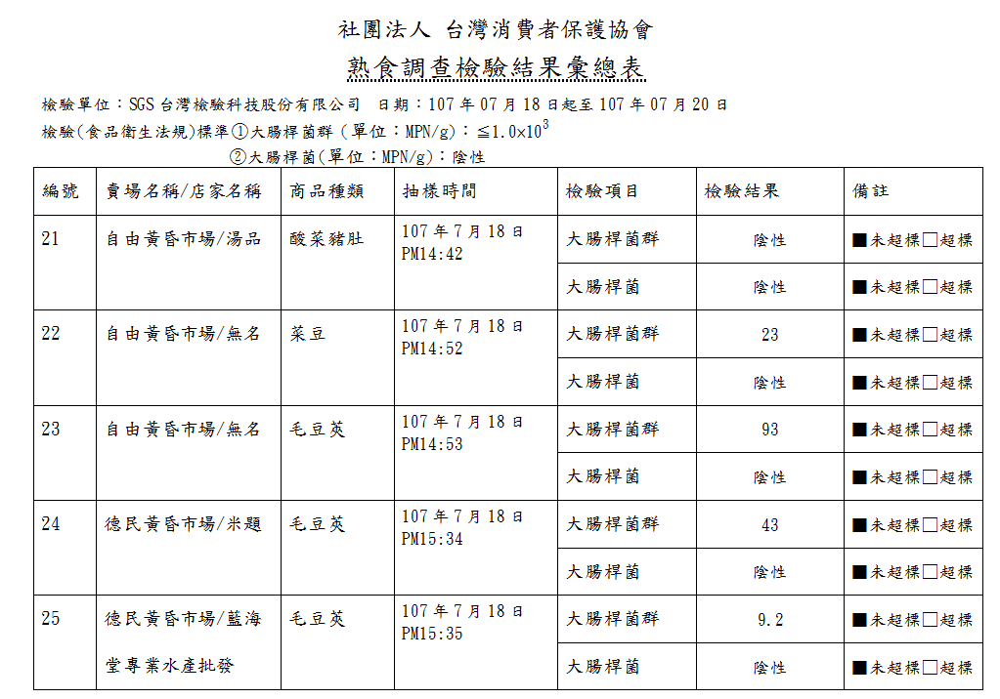 社團法人 台灣消費者保護協會
熟食調查檢驗結果彙總表
檢驗單位：SGS台灣檢驗科技股份有限公司 日期：107年07月18日起至107年07月20日
檢驗(食品衛生法規)標準①大腸桿菌群(單位：MPN/g)：≦1.0×10³
②大腸桿菌(單位：MPN/g)：陰性
編號 賣場名稱/店家名稱 商品種類 抽樣時間 檢驗項目 檢驗結果 備註
21 自由黃昏市場/湯品 酸菜豬肚 107年7月18日 大腸桿菌群 陰性 ■未超標□超標
PM14:42
大腸桿菌 陰性 ■未超標□超標
22 自由黃昏市場/無名 菜豆 107年7月18日 大腸桿菌群 23 ■未超標□超標
PM14:52
大腸桿菌 陰性 ■未超標□超標
23 自由黃昏市場/無名 毛豆莢 107年7月18日 大腸桿菌群 93 ■未超標□超標
PM14:53
大腸桿菌 陰性 ■未超標□超標
24 德民黃昏市場/米題 毛豆莢 107年7月18日 大腸桿菌群 43 ■未超標□超標
PM15:34
大腸桿菌 陰性 ■未超標□超標
25 德民黃昏市場/藍海 毛豆莢 107年7月18日 大腸桿菌群 9.2 ■未超標□超標
PM15:35
堂專業水產批發 大腸桿菌 陰性 ■未超標□超標